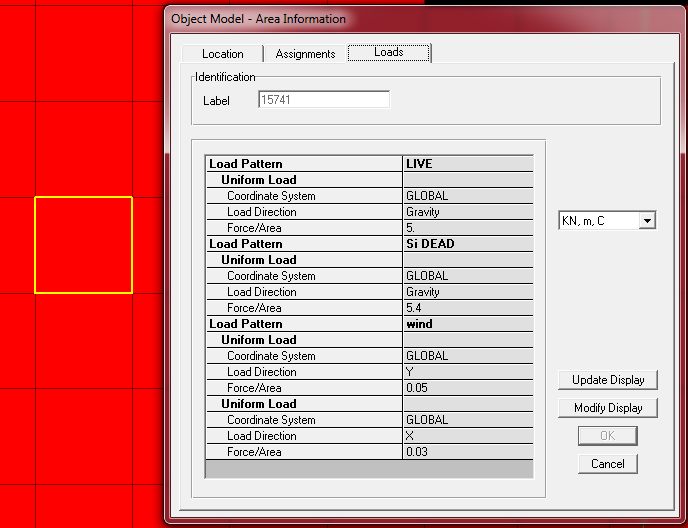 Object Model - Area Information
Location Assignments Loads
Identification
Label 15741
Load Pattern LIVE
Uniform Load
Coordinate System GLOBAL
Load Direction Gravity
Force/Area 5.
Load Pattern Si DEAD
Uniform Load
Coordinate System GLOBAL
Load Direction Gravity
Force/Area 5.4
Load Pattern wind
Uniform Load
Coordinate System GLOBAL
Load Direction Y
Force/Area 0.05
Uniform Load
Coordinate System GLOBAL
Load Direction X
Force/Area 0.03
KN, m, C
Update Display
Modify Display
OK
Cancel